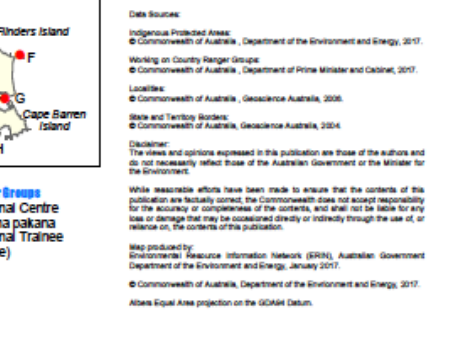 Flinders Island
F
G
Cape Barren
Island
H
Groups
nal Centre
na pakana
nal Trainee
e)
Data Sources:
Indigenous Protected Areas:
© Commonwealth of Australia , Department of the Environment and Energy, 2017.
Working on Country Ranger Groups:
© Commonwealth of Australia , Department of Prime Minister and Cabinet, 2017.
Localities:
© Commonwealth of Australia , Geoscience Australia, 2006.
State and Territory Borders:
© Commonwealth of Australia, Geoscience Australia, 2004.
Disclaimer:
The views and opinions expressed in this publication are those of the authors and
do not necessarily reflect those of the Australian Government or the Minister for
the Environment.
While reasonable efforts have been made to ensure that the contents of this
publication are factually correct, the Commonwealth does not accept responsibility
for the accuracy or completeness of the contents, and shall not be liable for any
loss or damage that may be occasioned directly or indirectly through the use of, or
reliance on, the contents of this publication.
Map produced by:
Environmental Resource Information Network (ERIN), Australian Government
Department of the Environment and Energy, January 2017.
© Commonwealth of Australia, Department of the Envrionment and Energy, 2017.
Albers Equal Area projection on the GDA94 Datum.